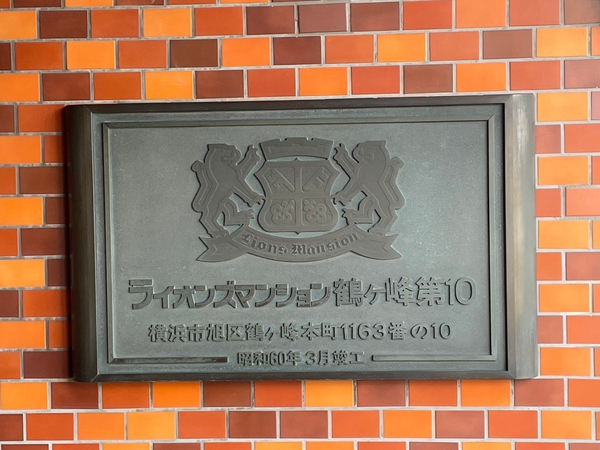 Lions Mansion
ライオンズマンション鶴ヶ峰第10
横浜市旭区鶴ヶ峰本町1163番の10
昭和60年3月竣工